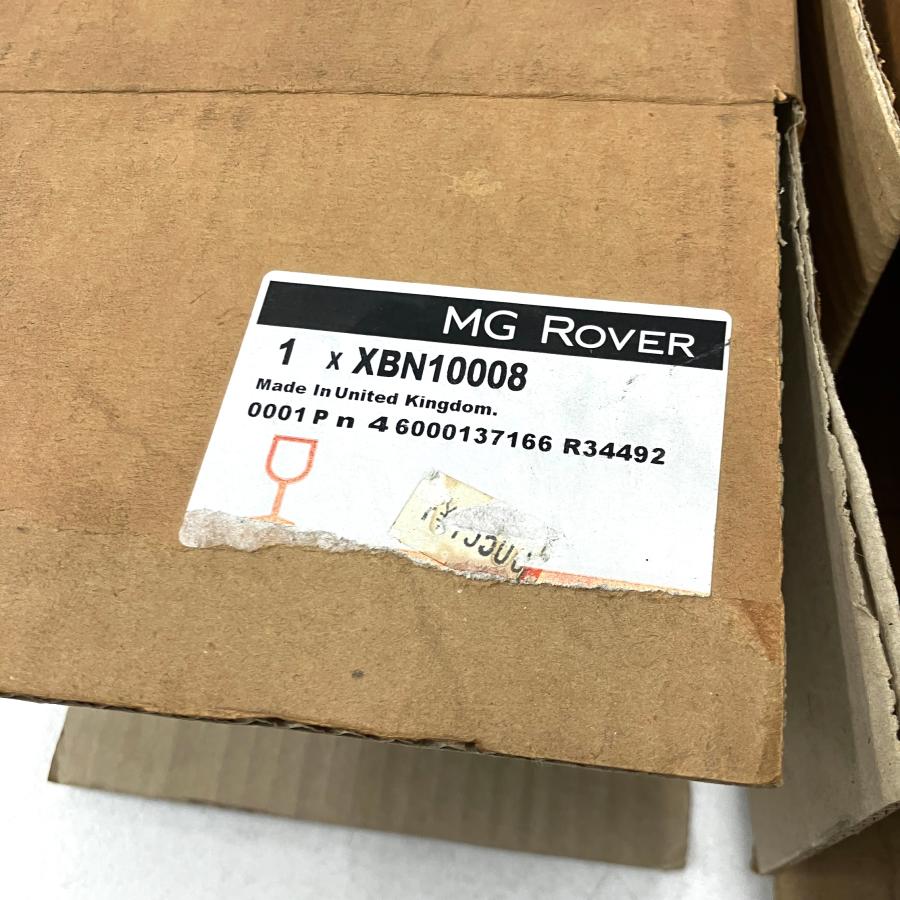 MG ROVER
1 x XBN10008
Made In United Kingdom.
0001 P n 4 6000137166 R34492